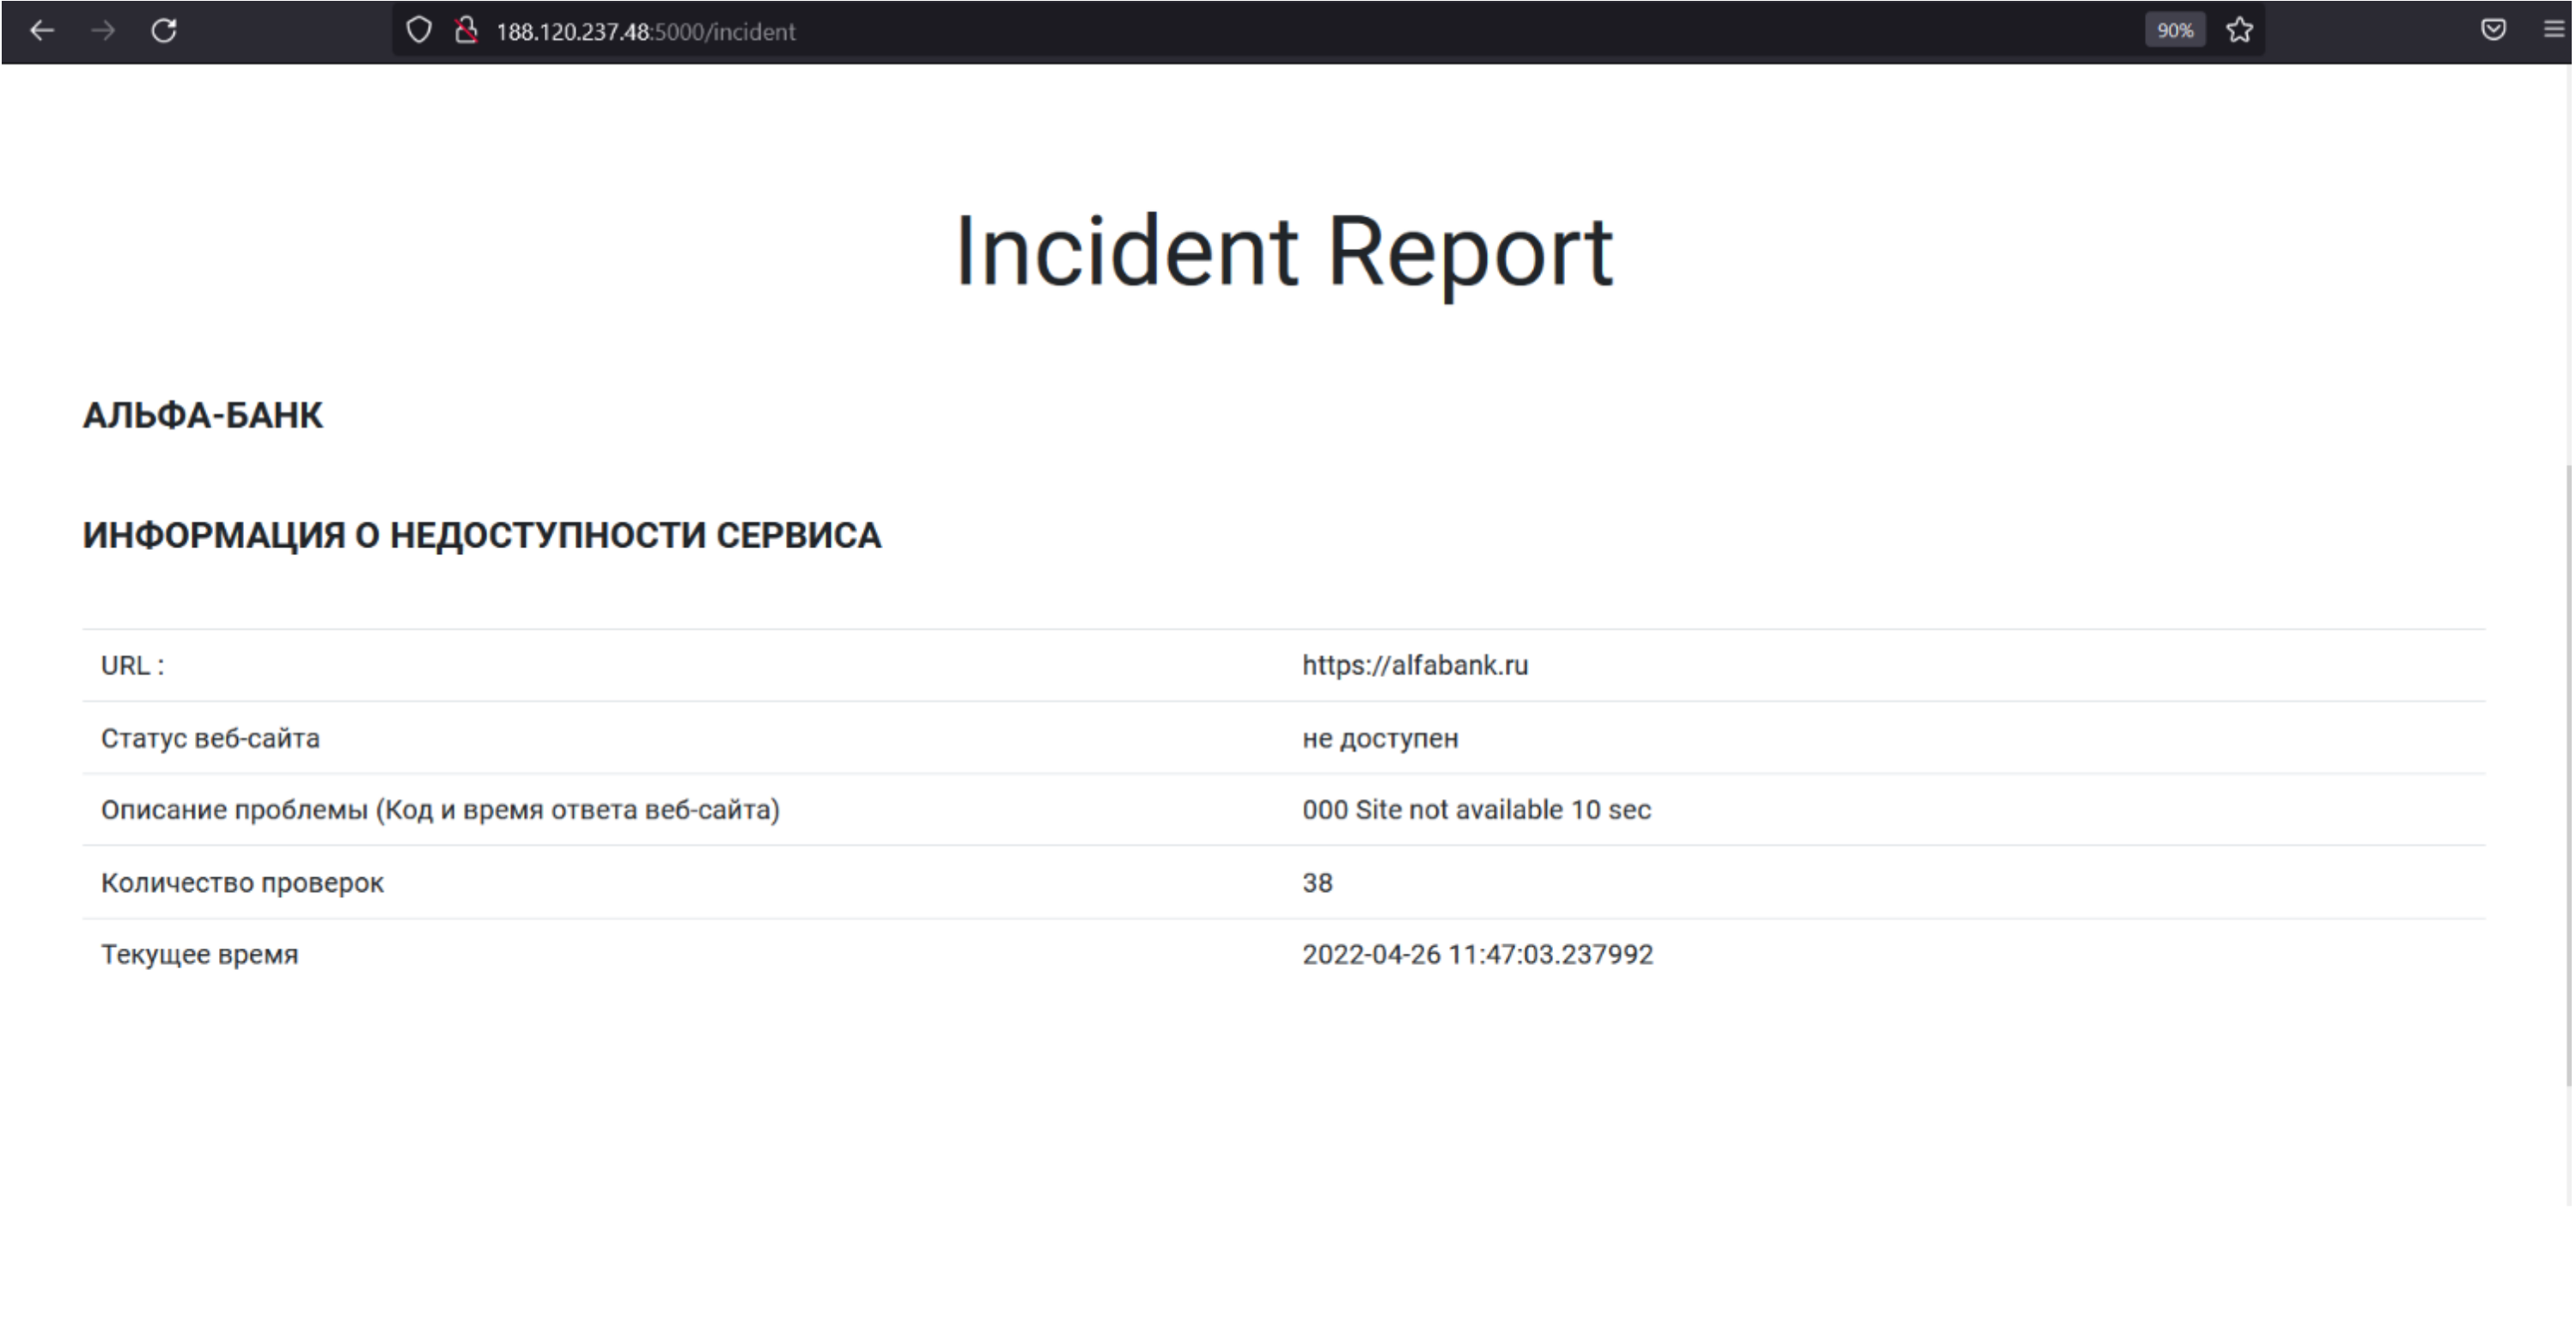 188.120.237.48:5000/incident 90%
Incident Report
АЛЬФА-БАНК
ИНФОРМАЦИЯ О НЕДОСТУПНОСТИ СЕРВИСА
URL : https://alfabank.ru
Статус веб-сайта не доступен
Описание проблемы (Код и время ответа веб-сайта) 000 Site not available 10 sec
Количество проверок 38
Текущее время 2022-04-26 11:47:03.237992